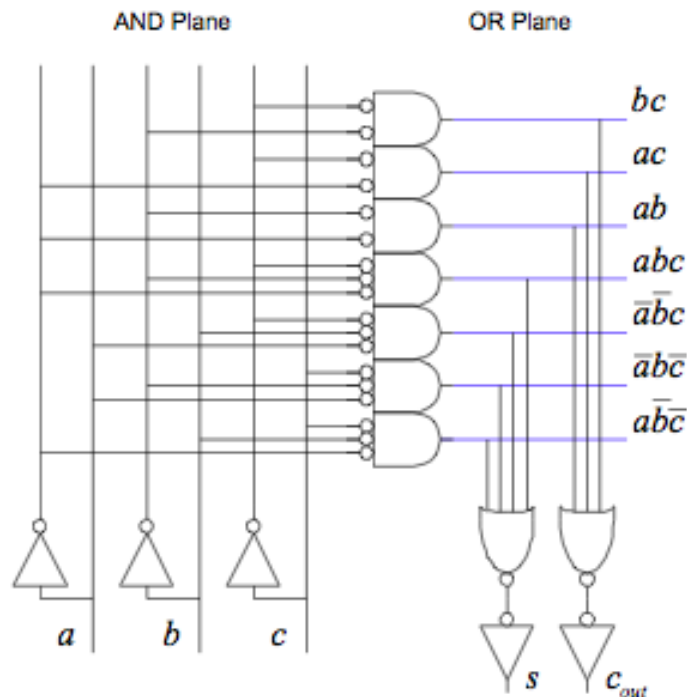 AND Plane OR Plane
bc
ac
ab
abc
a̅b̅c
a̅bc̅
ab̅c̅
a b c
s c_out